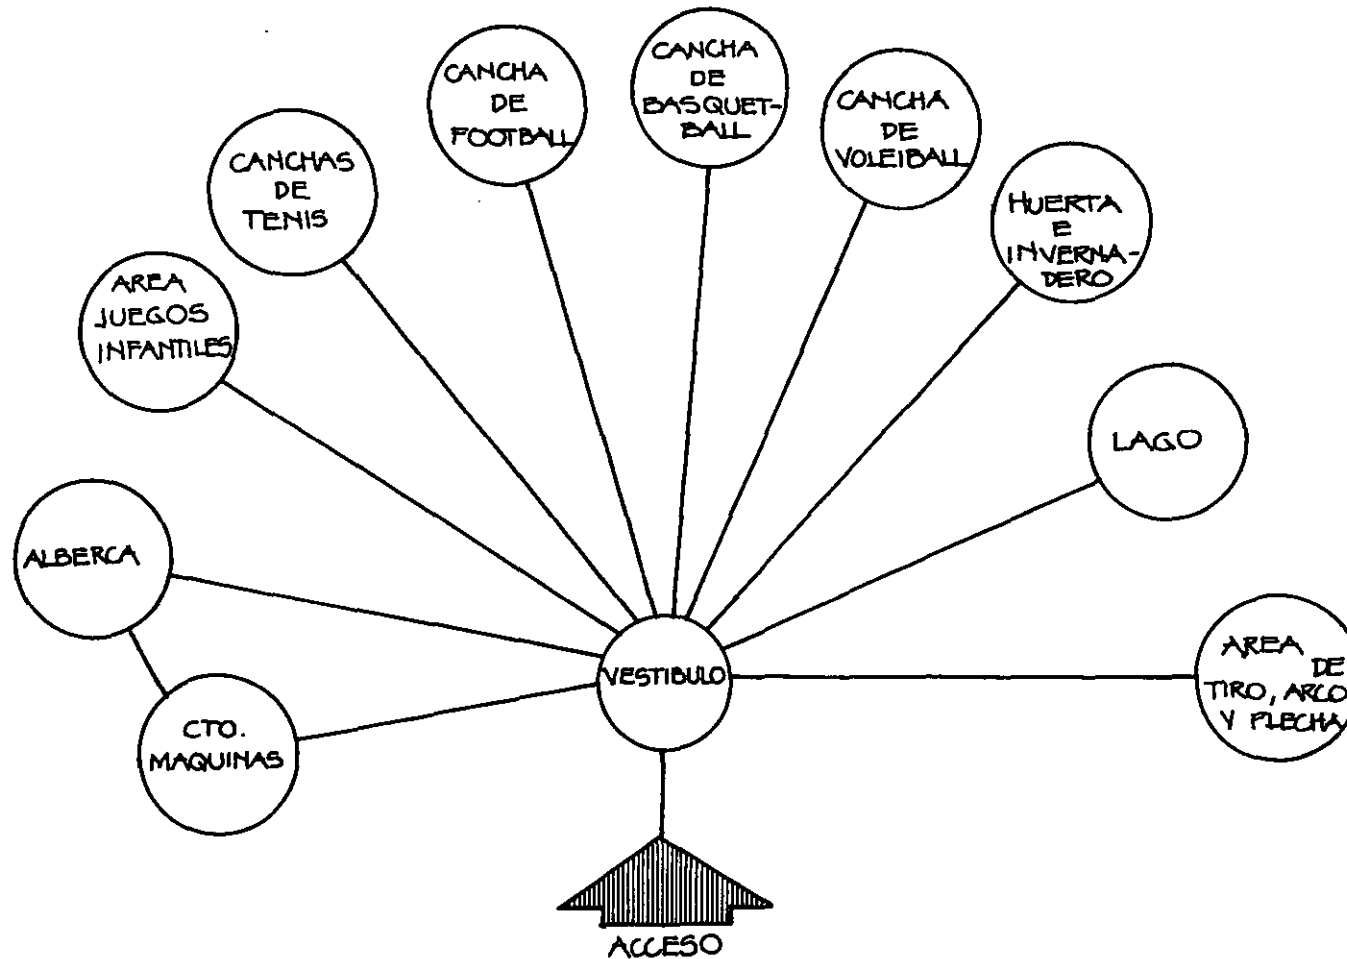 CANCHA
DE
FOOTBALL
CANCHA
DE
BASQUET-
BALL
CANCHA
DE
VOLEIBALL
CANCHAS
DE
TENIS
HUERTA
E
INVERNA-
DERO
AREA
JUEGOS
INFANTILES
LAGO
ALBERCA
AREA
DE
TIRO, ARCO
Y FLECHA
VESTIBULO
CTO.
MAQUINAS
ACCESO